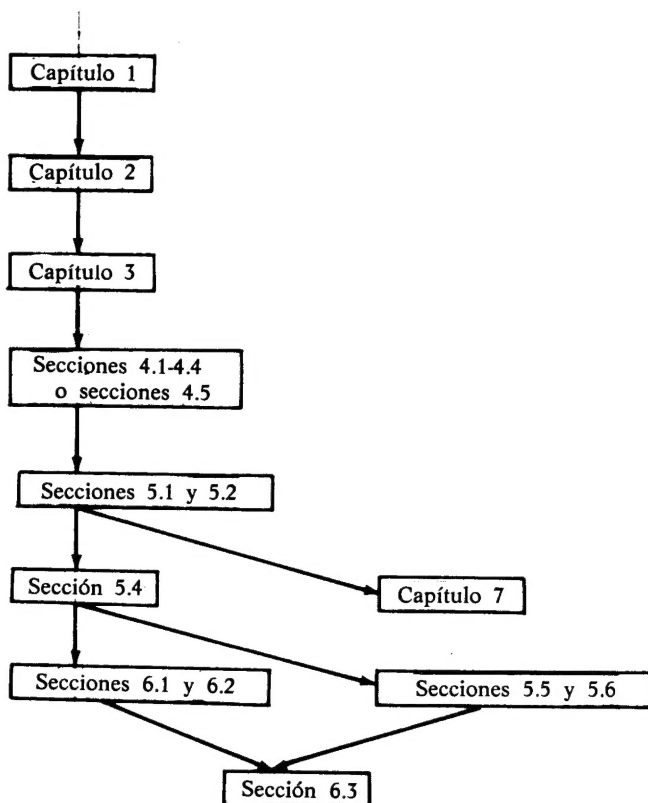 Capítulo 1
Capítulo 2
Capítulo 3
Secciones 4.1-4.4
o secciones 4.5
Secciones 5.1 y 5.2
Sección 5.4
Capítulo 7
Secciones 6.1 y 6.2
Secciones 5.5 y 5.6
Sección 6.3